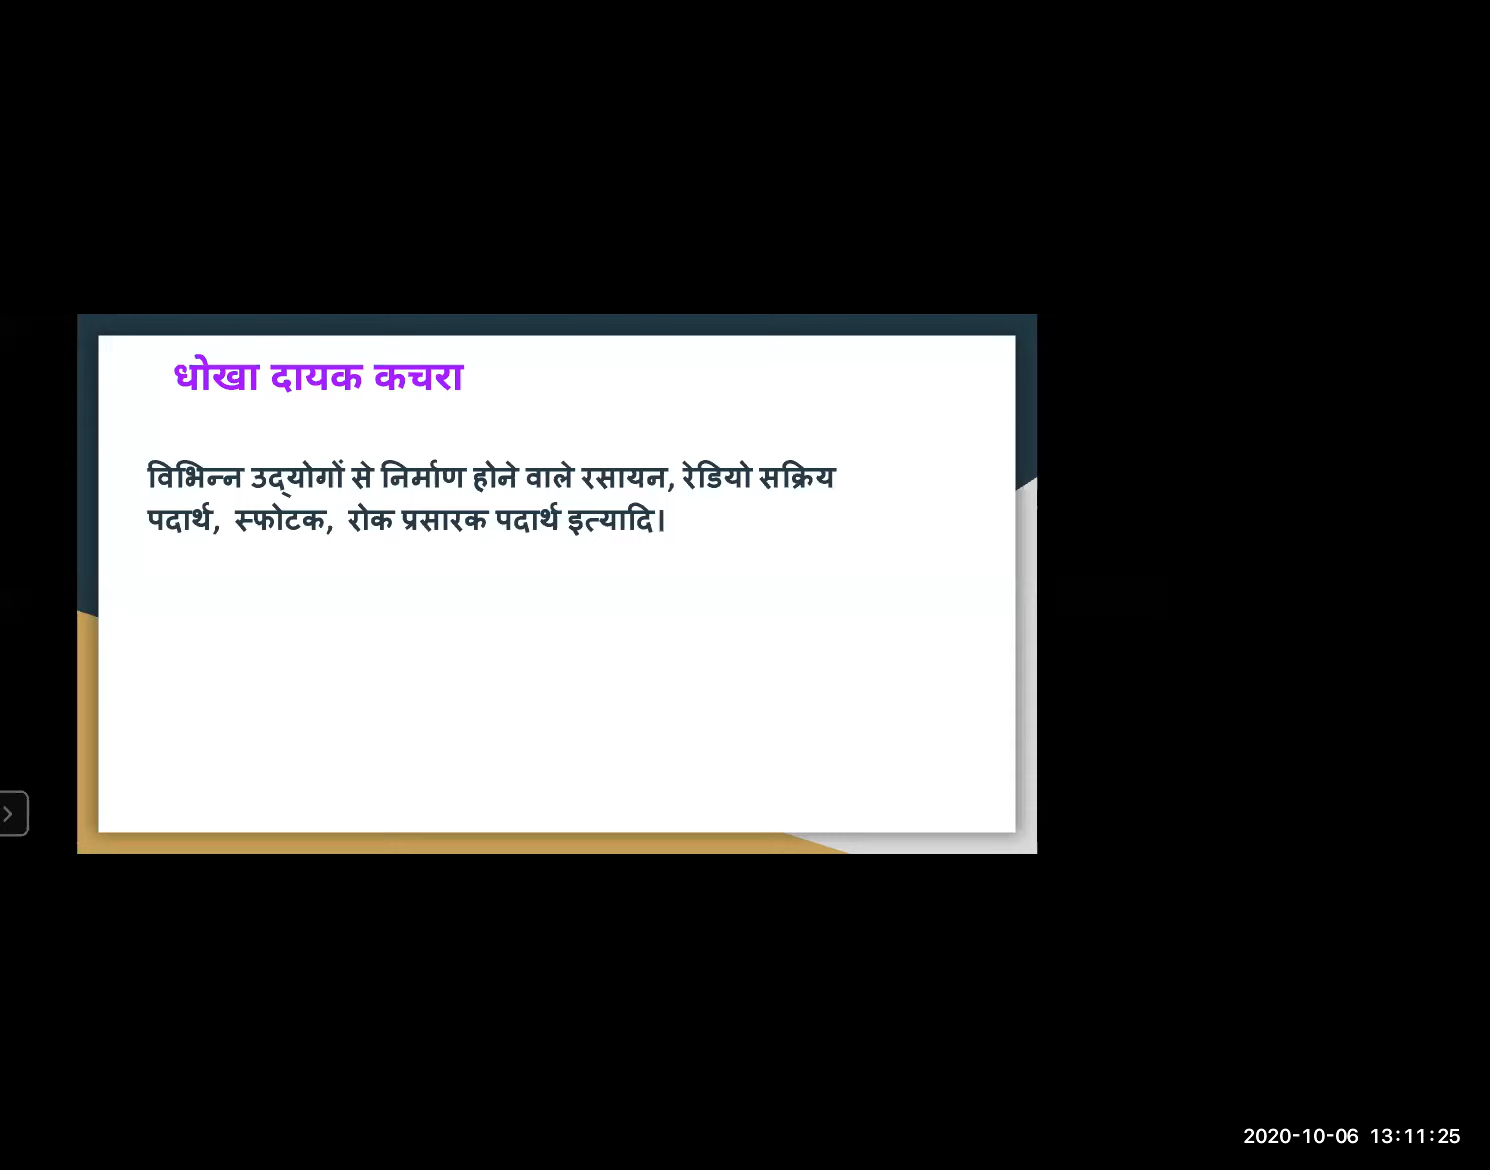 धोखा दायक कचरा
विभिन्न उद्योगों से निर्माण होने वाले रसायन, रेडियो सक्रिय
पदार्थ, स्फोटक, रोक प्रसारक पदार्थ इत्यादि।
2020-10-06 13:11:25